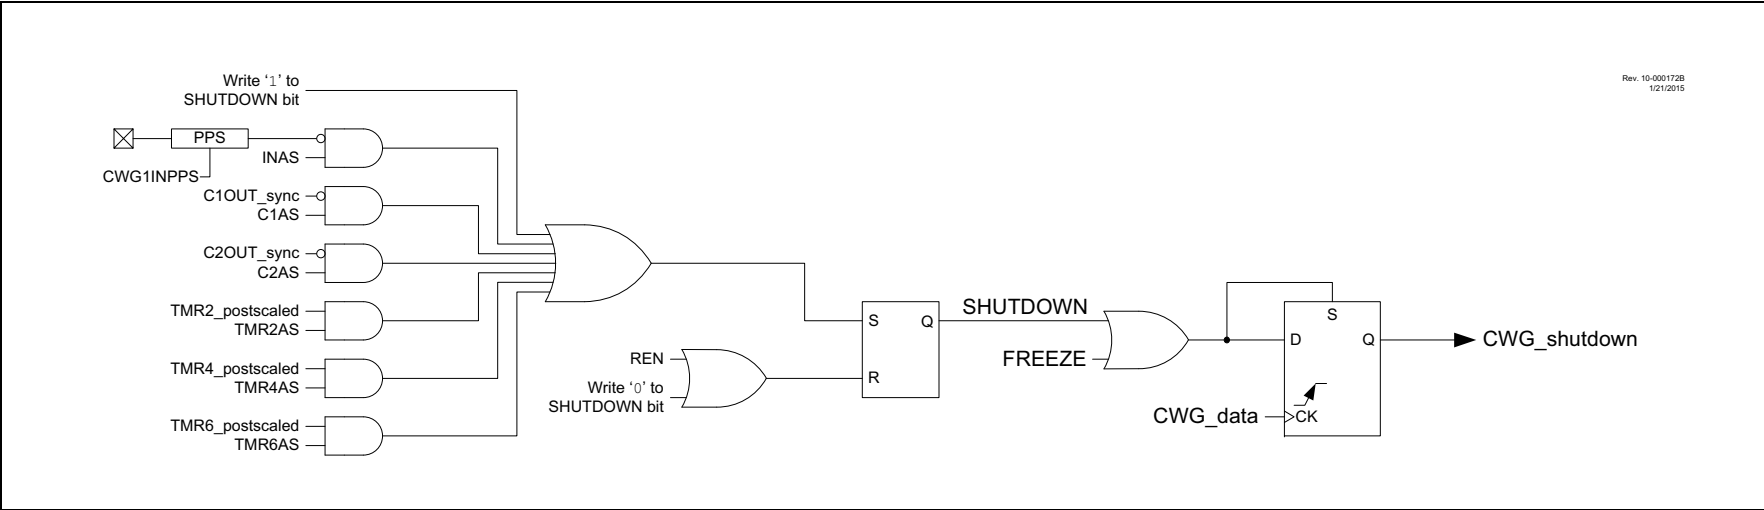 Write ‘1’ to
SHUTDOWN bit
Rev. 10-000172B
1/21/2015
PPS
INAS
CWG1INPPS
C1OUT_sync
C1AS
C2OUT_sync
C2AS
TMR2_postscaled
TMR2AS
TMR4_postscaled
TMR4AS
TMR6_postscaled
TMR6AS
REN
Write ‘0’ to
SHUTDOWN bit
S
Q
R
SHUTDOWN
FREEZE
S
D
Q
CK
CWG_data
CWG_shutdown